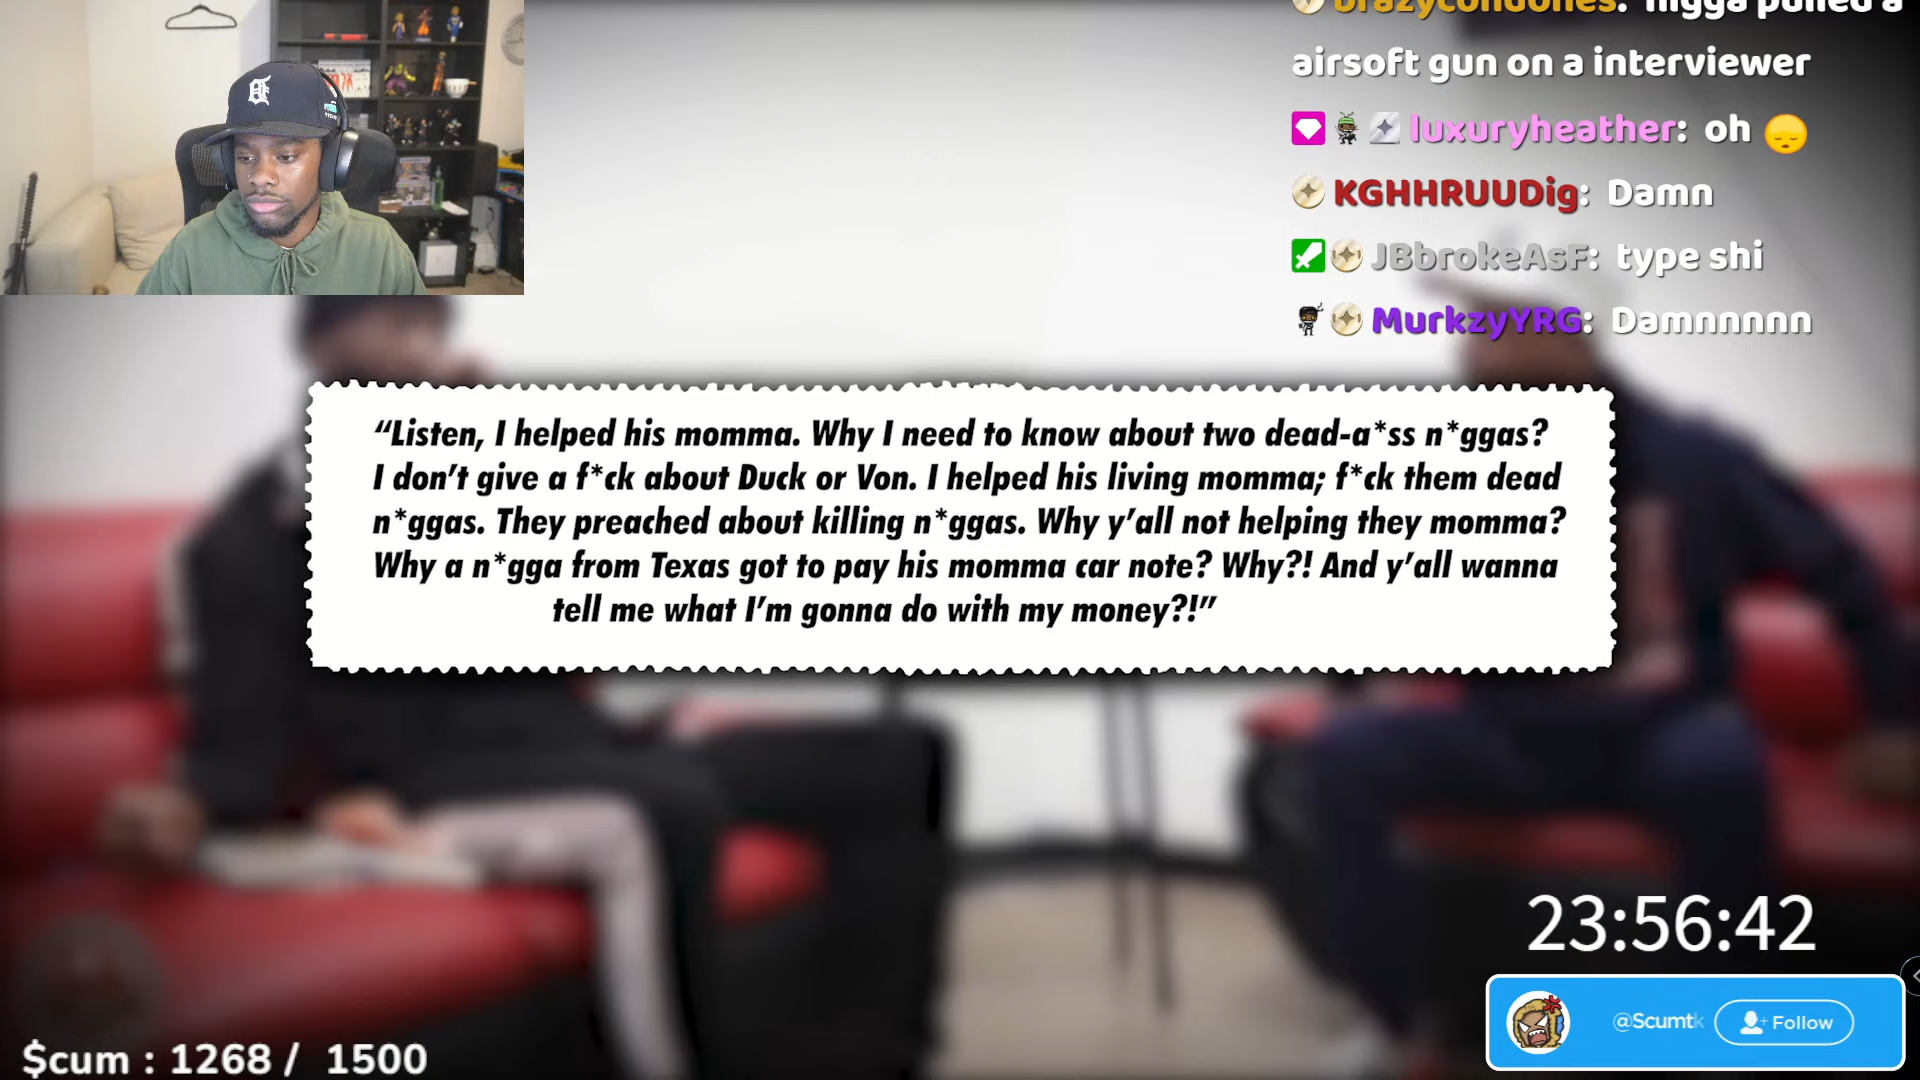 brazycondones: nigga pulled a
airsoft gun on a interviewer
luxuryheather: oh
KGHHRUUDig: Damn
JBbrokeAsF: type shi
MurkzyYRG: Damnnnnn
“Listen, I helped his momma. Why I need to know about two dead-a*ss n*ggas?
I don’t give a f*ck about Duck or Von. I helped his living momma; f*ck them dead
n*ggas. They preached about killing n*ggas. Why y’all not helping they momma?
Why a n*gga from Texas got to pay his momma car note? Why?! And y’all wanna
tell me what I’m gonna do with my money?!”
23:56:42
@Scumtk
Follow
$cum : 1268 / 1500